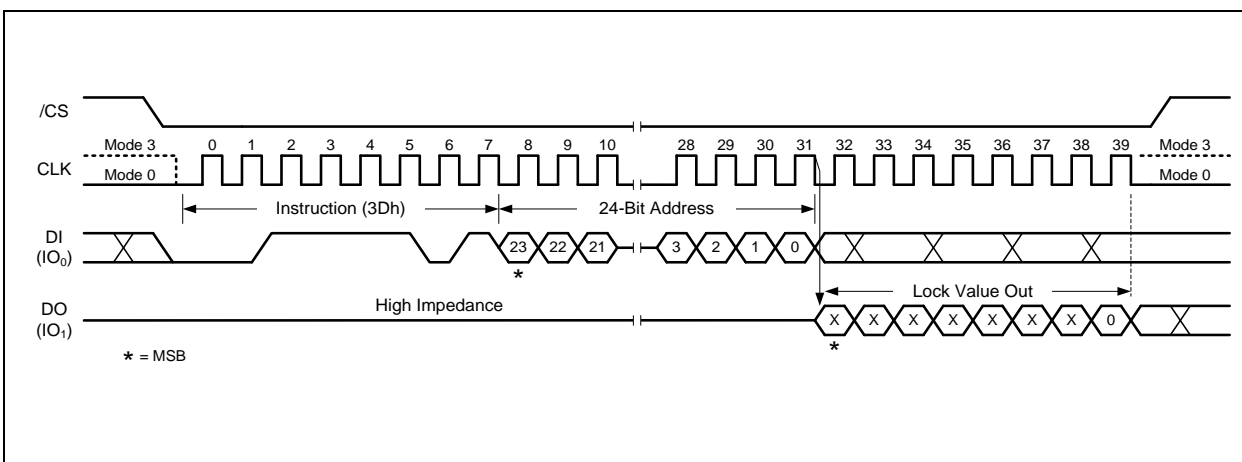 /CS
Mode 3 0 1 2 3 4 5 6 7 8 9 10 28 29 30 31 32 33 34 35 36 37 38 39 Mode 3
CLK
Mode 0 Mode 0
Instruction (3Dh) 24-Bit Address
DI
(IO₀)
23 22 21 3 2 1 0
*
Lock Value Out
High Impedance
DO
(IO₁)
X X X X X X X 0
*
* = MSB